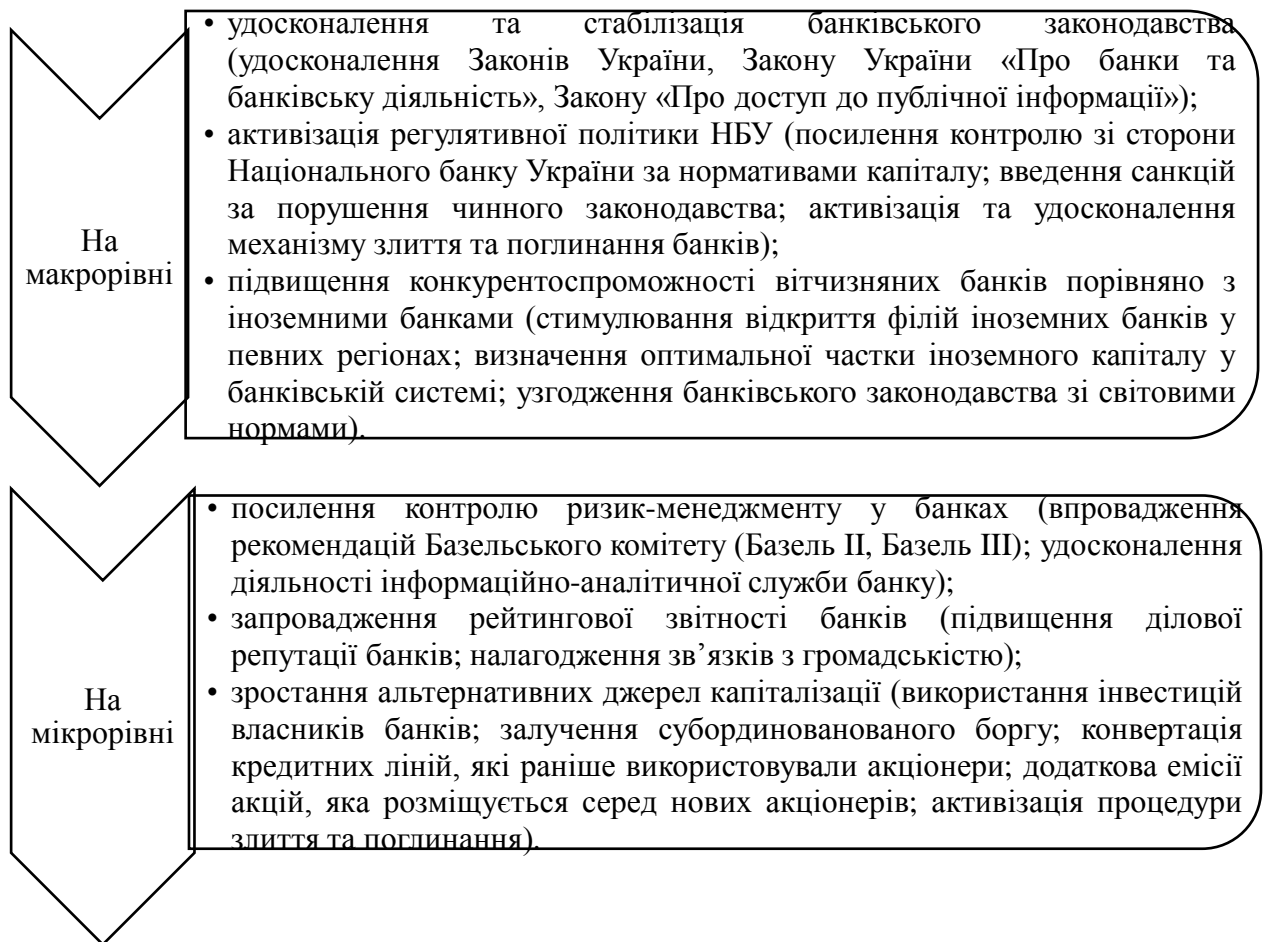 На
макрорівні
• удосконалення та стабілізація банківського законодавства
(удосконалення Законів України, Закону України «Про банки та
банківську діяльність», Закону «Про доступ до публічної інформації»);
• активізація регулятивної політики НБУ (посилення контролю зі сторони
Національного банку України за нормативами капіталу; введення санкцій
за порушення чинного законодавства; активізація та удосконалення
механізму злиття та поглинання банків);
• підвищення конкурентоспроможності вітчизняних банків порівняно з
іноземними банками (стимулювання відкриття філій іноземних банків у
певних регіонах; визначення оптимальної частки іноземного капіталу у
банківській системі; узгодження банківського законодавства зі світовими
нормами).
На
мікрорівні
• посилення контролю ризик-менеджменту у банках (впровадження
рекомендацій Базельського комітету (Базель II, Базель III); удосконалення
діяльності інформаційно-аналітичної служби банку);
• запровадження рейтингової звітності банків (підвищення ділової
репутації банків; налагодження зв’язків з громадськістю);
• зростання альтернативних джерел капіталізації (використання інвестицій
власників банків; залучення субординованованого боргу; конвертація
кредитних ліній, які раніше використовували акціонери; додаткова емісії
акцій, яка розміщується серед нових акціонерів; активізація процедури
злиття та поглинання).